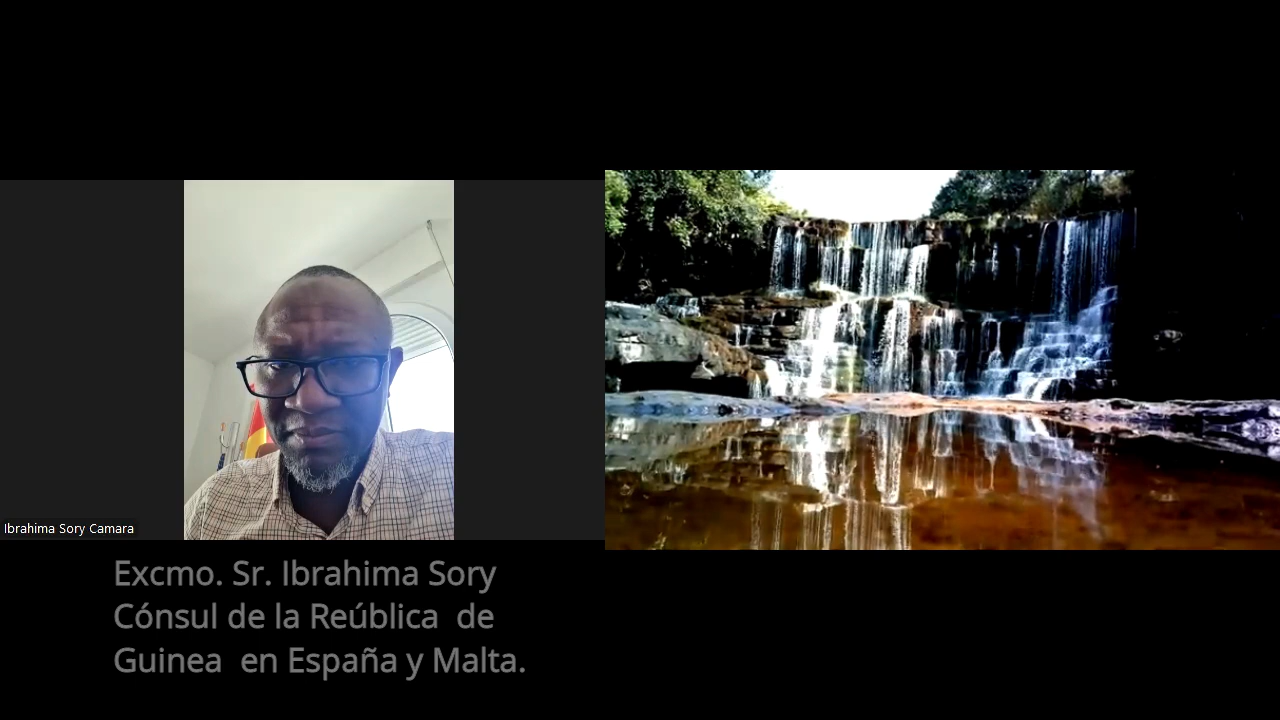 Ibrahima Sory Camara
Excmo. Sr. Ibrahima Sory
Cónsul de la Reública de
Guinea en España y Malta.